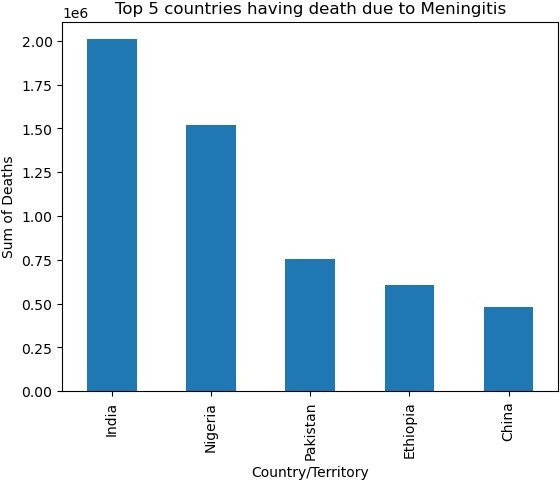 Top 5 countries having death due to Meningitis
1e6
2.00
1.75
1.50
1.25
1.00
0.75
0.50
0.25
0.00
Sum of Deaths
India
Nigeria
Pakistan
Ethiopia
China
Country/Territory